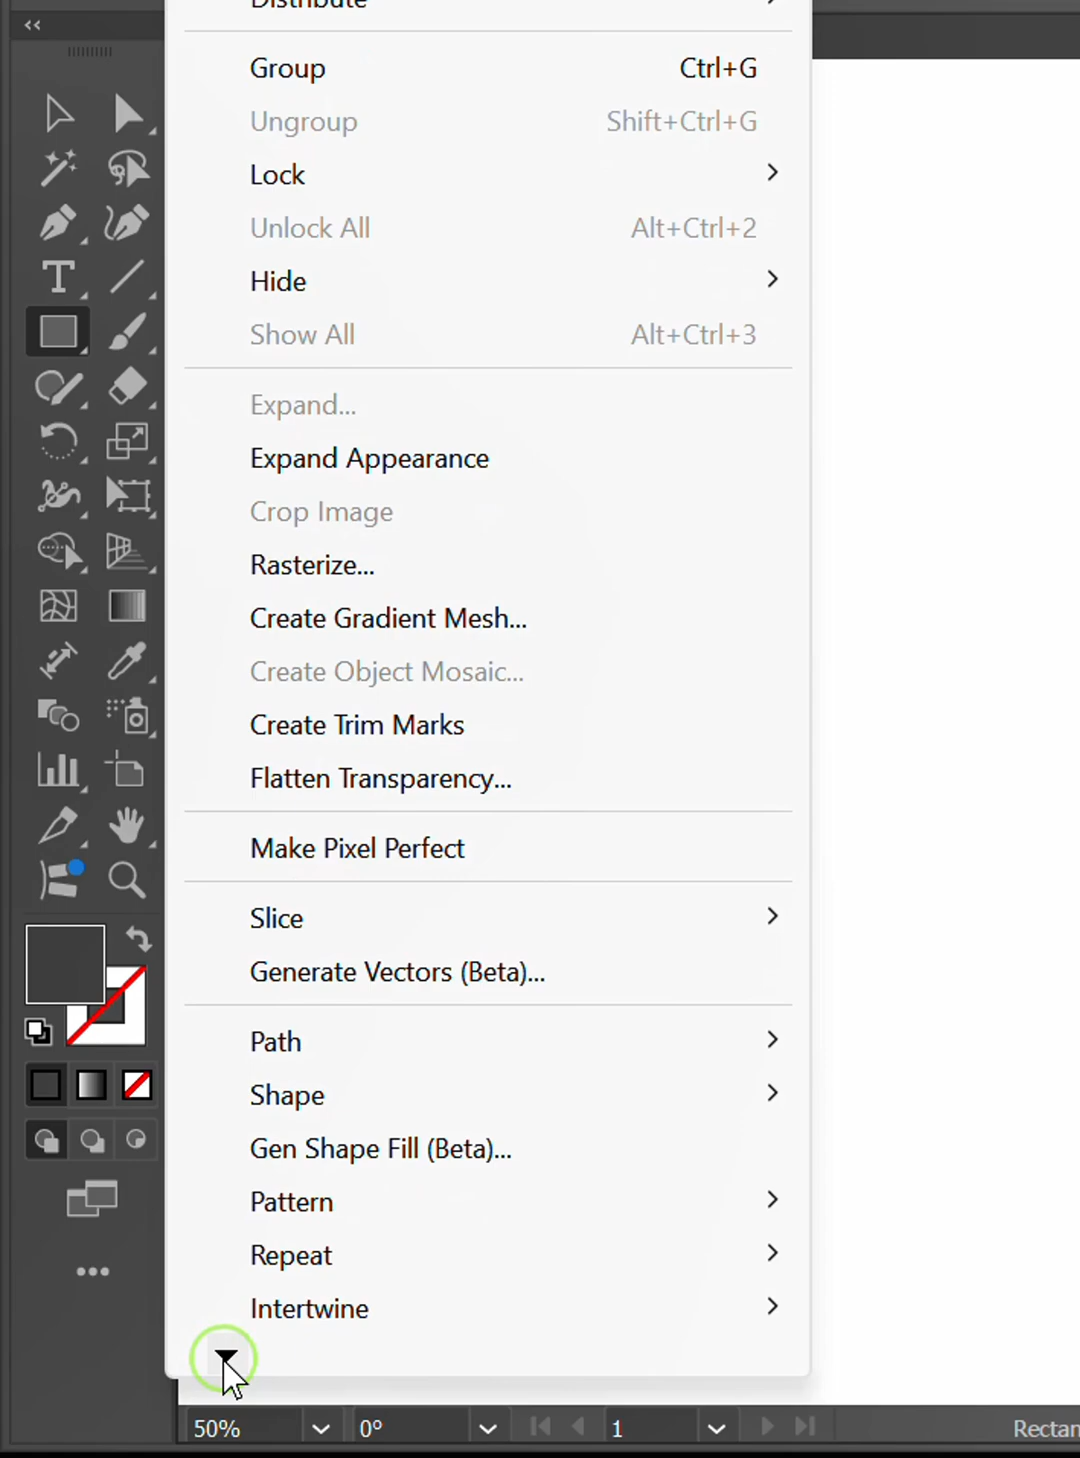 Distribute
Group Ctrl+G
Ungroup Shift+Ctrl+G
Lock
Unlock All Alt+Ctrl+2
Hide
Show All Alt+Ctrl+3
Expand...
Expand Appearance
Crop Image
Rasterize...
Create Gradient Mesh...
Create Object Mosaic...
Create Trim Marks
Flatten Transparency...
Make Pixel Perfect
Slice
Generate Vectors (Beta)...
Path
Shape
Gen Shape Fill (Beta)...
Pattern
Repeat
Intertwine
50% 0° 1 Rectan